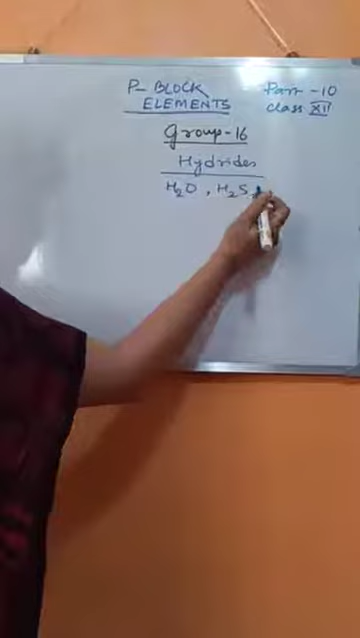 P- BLOCK
ELEMENTS
Part -10
class XII
Group-16
Hydrides
H₂O , H₂S